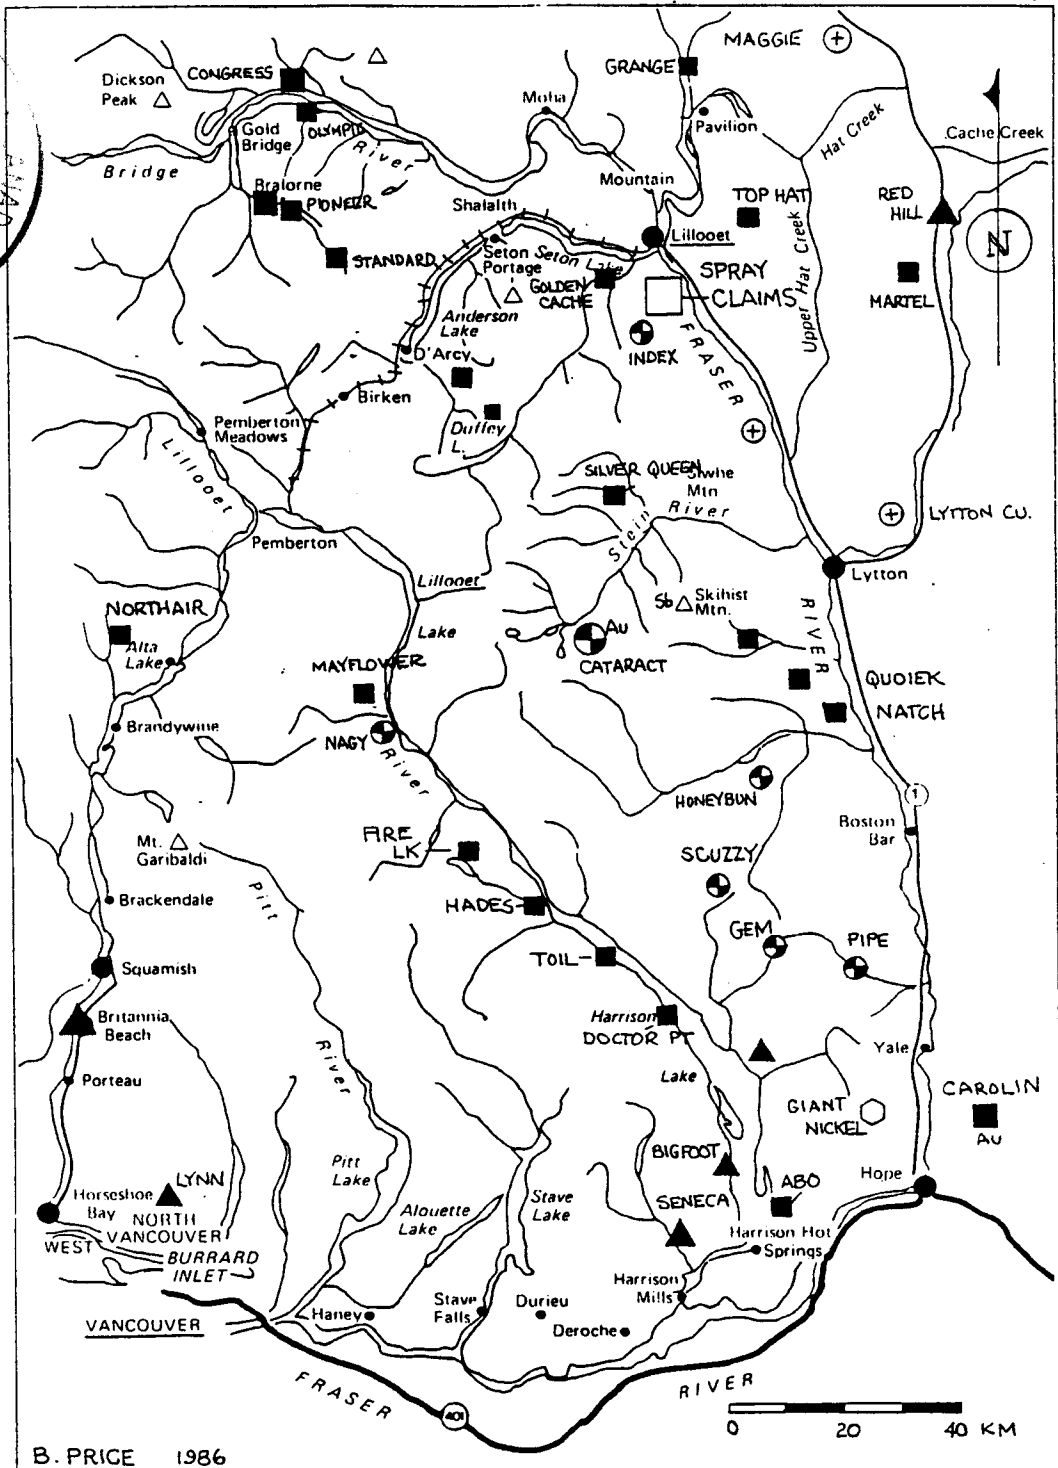 MAGGIE
GRANGE
Dickson
Peak
CONGRESS
OLYMPIC
Gold
Bridge
Bridge
River
Moha
Pavilion
Hat Creek
Cache Creek
Mountain
Bralorne
PIONEER
Shalalth
TOP HAT
RED
HILL
Lillooet
N
STANDARD
Seton
Portage
Seton Lake
GOLDEN
CACHE
SPRAY
CLAIMS
Upper Hat Creek
MARTEL
Anderson
Lake
INDEX
FRASER
D'Arcy
Birken
Pemberton
Meadows
Duffey
L.
Lillooet
SILVER QUEEN
Siwhe
Mtn
Stein
River
LYTTON CU.
Pemberton
Lillooet
Lake
Lytton
NORTHAIR
Alta
Lake
Sb
Skihist
Mtn.
RIVER
Au
CATARACT
MAYFLOWER
QUOIEK
NATCH
Brandywine
NAGY
River
HONEYBUN
1
Boston
Bar
Mt.
Garibaldi
FIRE
LK
SCUZZY
Pitt
Brackendale
HADES
GEM
PIPE
TOIL
Squamish
Britannia
Beach
Harrison
DOCTOR PT
Lake
River
Yale
Porteau
GIANT
NICKEL
CAROLIN
AU
Pitt
Lake
BIGFOOT
Hope
LYNN
Horseshoe
Bay
NORTH
VANCOUVER
WEST
BURRARD
INLET
Alouette
Lake
Stave
Lake
SENECA
ABO
Harrison Hot
Springs
Harrison
Mills
VANCOUVER
Haney
Stave
Falls
Durieu
Deroche
FRASER
RIVER
401
0 20 40 KM
B. PRICE 1986